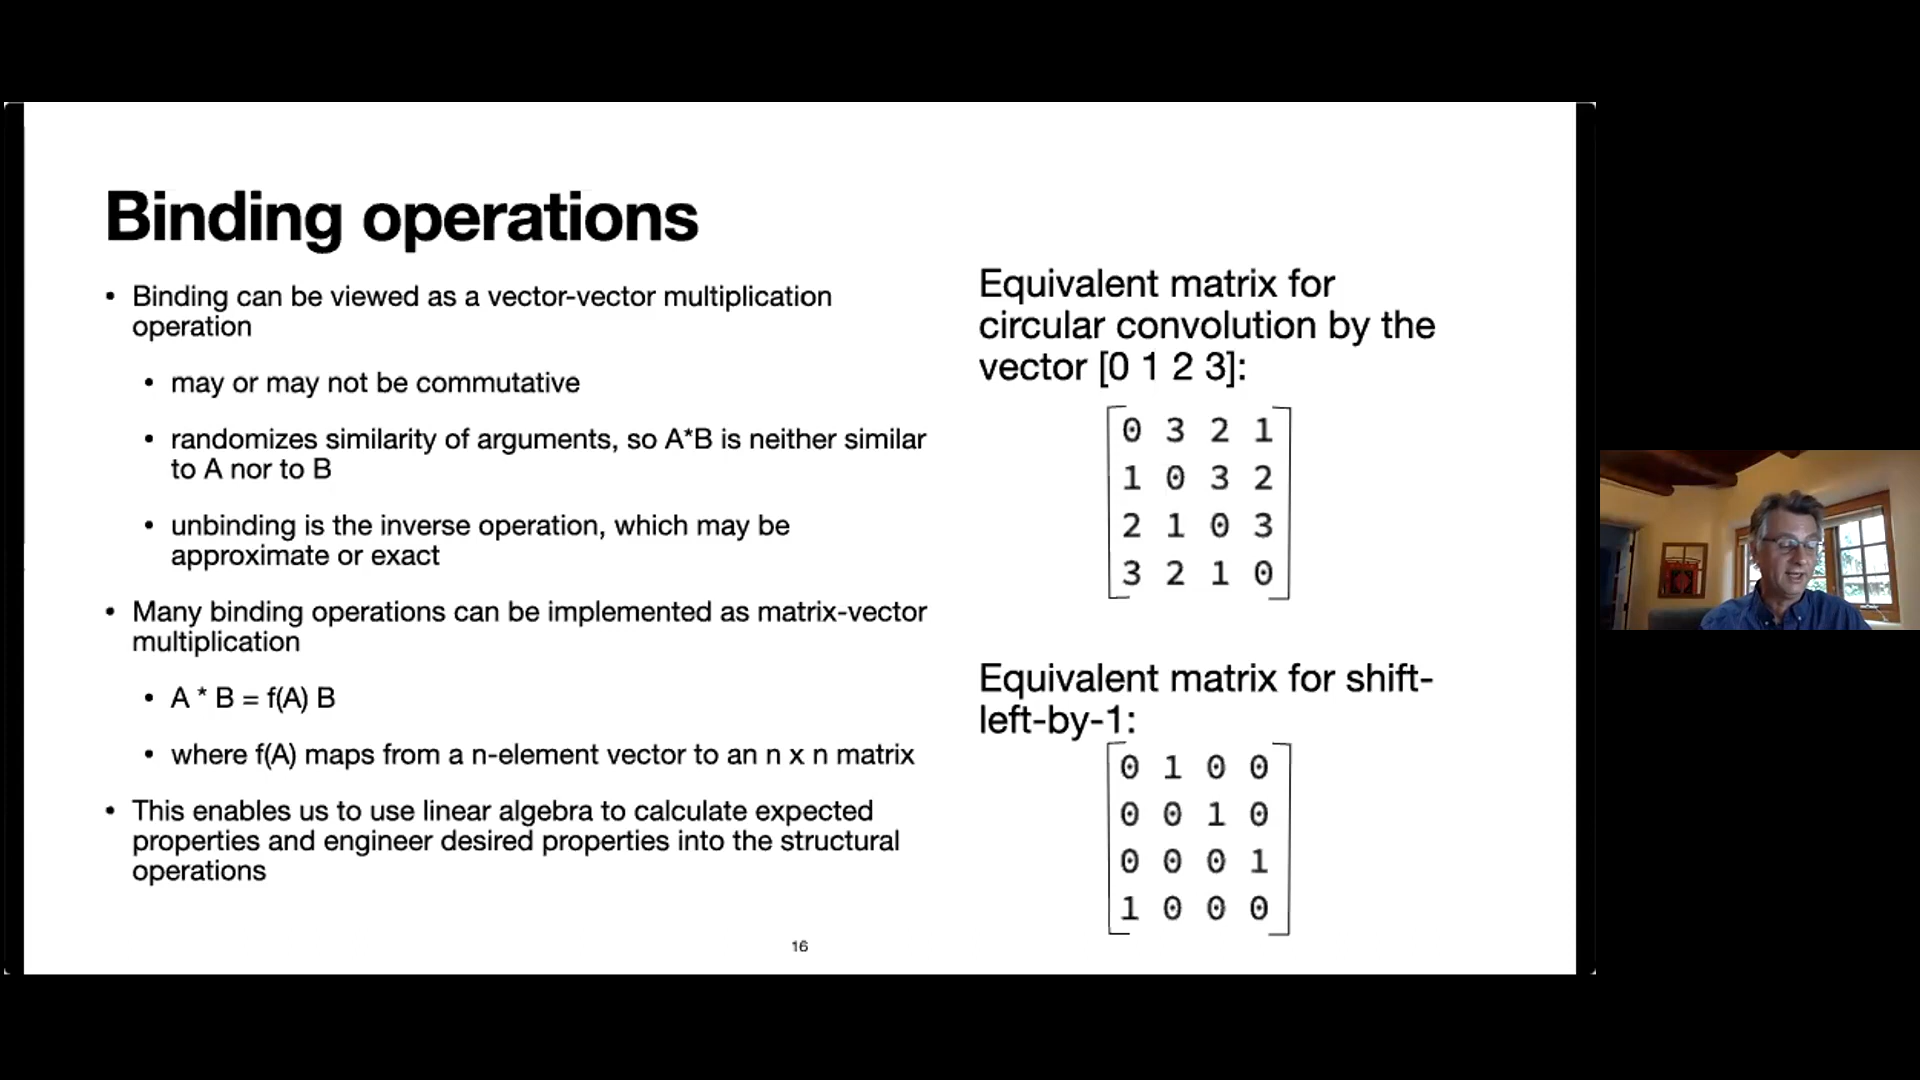 Binding operations
• Binding can be viewed as a vector-vector multiplication
operation
• may or may not be commutative
• randomizes similarity of arguments, so A*B is neither similar
to A nor to B
• unbinding is the inverse operation, which may be
approximate or exact
• Many binding operations can be implemented as matrix-vector
multiplication
• A * B = f(A) B
• where f(A) maps from a n-element vector to an n x n matrix
• This enables us to use linear algebra to calculate expected
properties and engineer desired properties into the structural
operations
Equivalent matrix for
circular convolution by the
vector [0 1 2 3]:
0 3 2 1
1 0 3 2
2 1 0 3
3 2 1 0
Equivalent matrix for shift-
left-by-1:
0 1 0 0
0 0 1 0
0 0 0 1
1 0 0 0
16